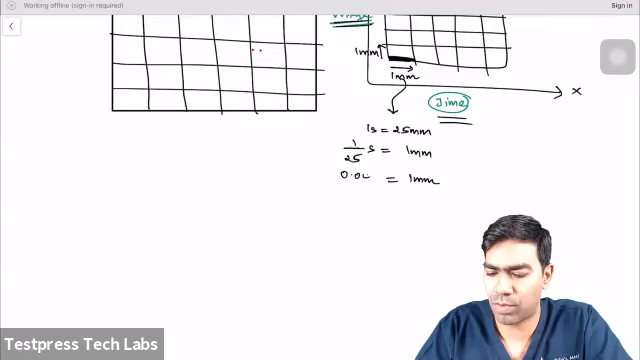 Working offline (sign-in required)
Sign in
1mm
1mm
X
Time
1s = 25mm
1/25 s = 1mm
0.0 = 1mm
Testpress Tech Labs